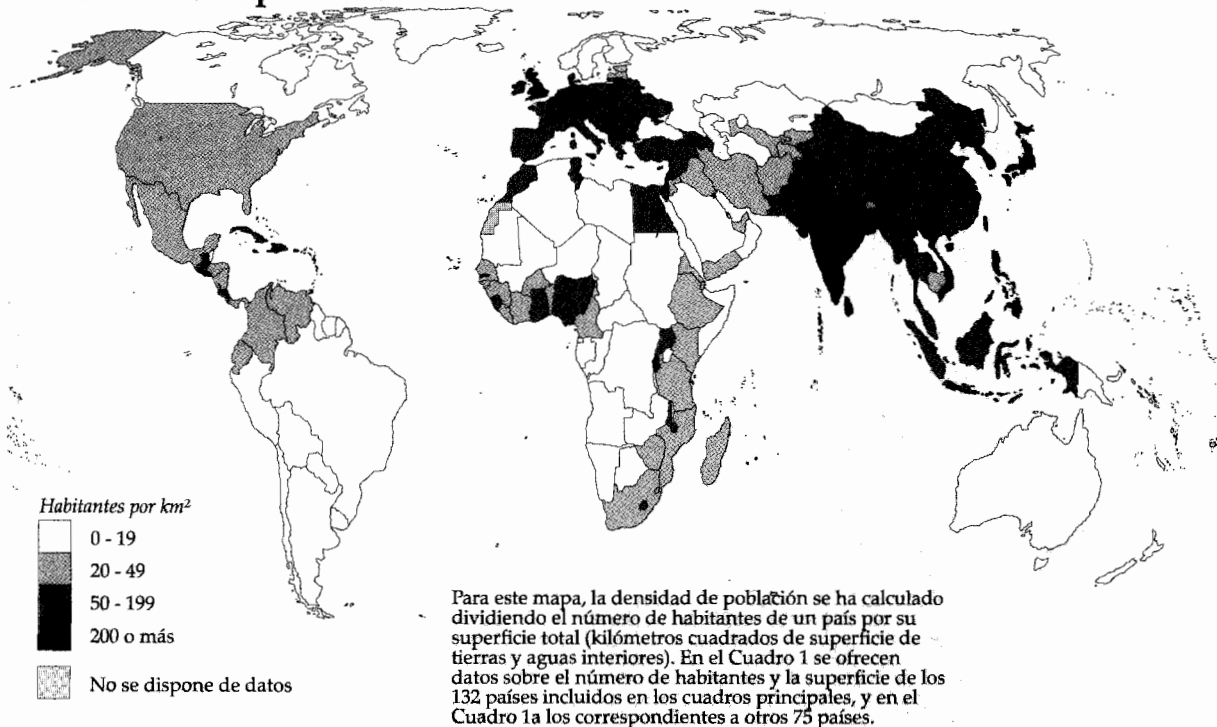 Habitantes por km²
0 - 19
20 - 49
50 - 199
200 o más
No se dispone de datos
Para este mapa, la densidad de población se ha calculado
dividiendo el número de habitantes de un país por su
superficie total (kilómetros cuadrados de superficie de
tierras y aguas interiores). En el Cuadro 1 se ofrecen
datos sobre el número de habitantes y la superficie de los
132 países incluidos en los cuadros principales, y en el
Cuadro 1a los correspondientes a otros 75 países.